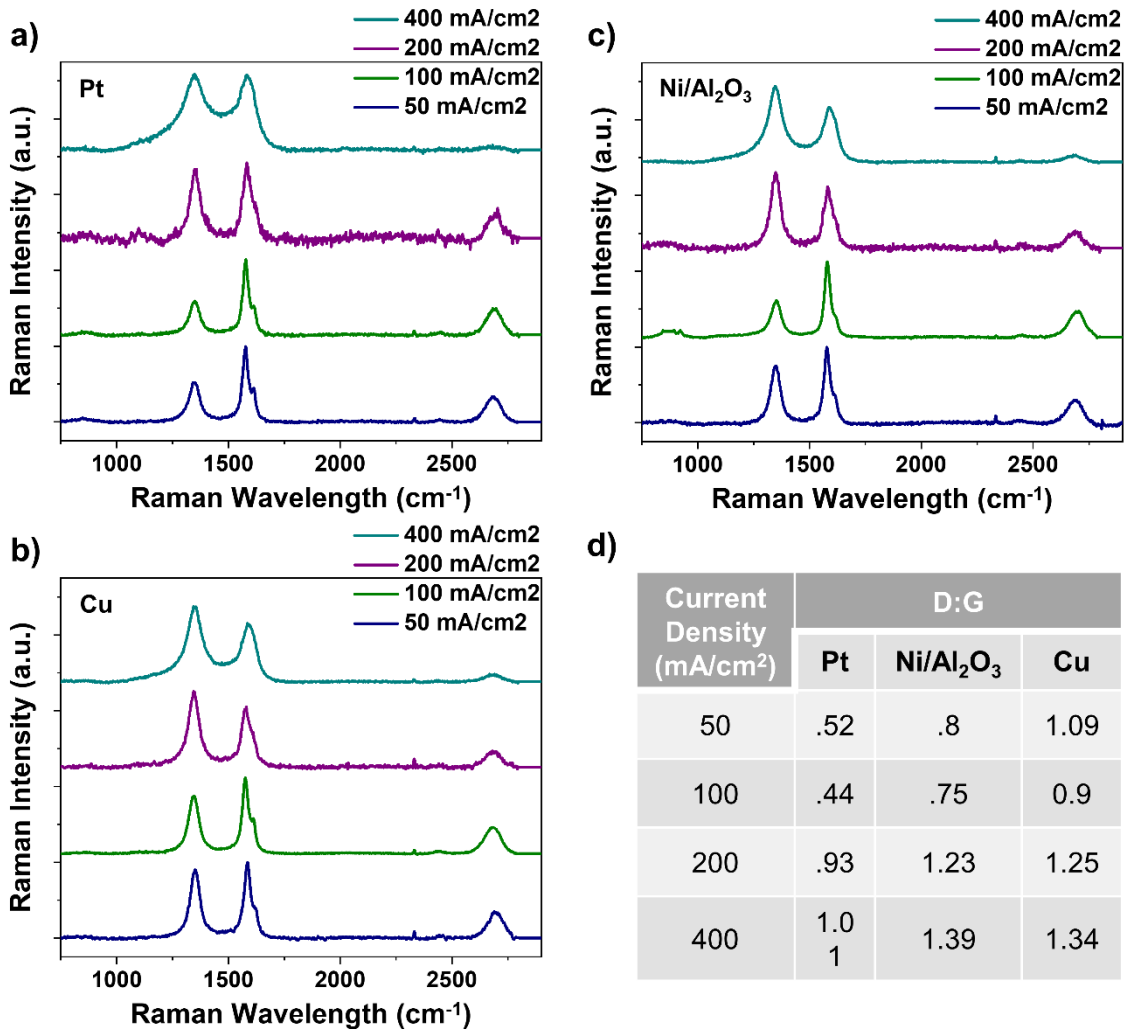 a)
400 mA/cm2
200 mA/cm2
100 mA/cm2
50 mA/cm2
Pt
Raman Intensity (a.u.)
1000 1500 2000 2500
Raman Wavelength (cm-1)
c)
400 mA/cm2
200 mA/cm2
100 mA/cm2
50 mA/cm2
Ni/Al2O3
Raman Intensity (a.u.)
1000 1500 2000 2500
Raman Wavelength (cm-1)
b)
400 mA/cm2
200 mA/cm2
100 mA/cm2
50 mA/cm2
Cu
Raman Intensity (a.u.)
1000 1500 2000 2500
Raman Wavelength (cm-1)
d)
Current
Density
(mA/cm2)
D:G
Pt Ni/Al2O3 Cu
50 .52 .8 1.09
100 .44 .75 0.9
200 .93 1.23 1.25
400 1.0
1 1.39 1.34